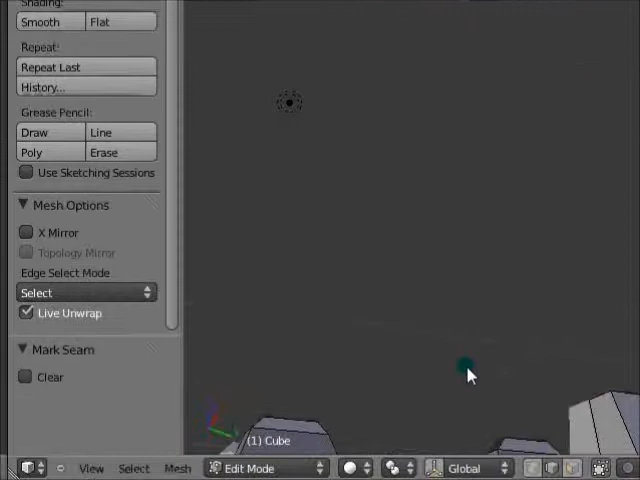 Shading:
Smooth Flat
Repeat:
Repeat Last
History...
Grease Pencil:
Draw Line
Poly Erase
Use Sketching Sessions
Mesh Options
X Mirror
Topology Mirror
Edge Select Mode
Select
Live Unwrap
Mark Seam
Clear
(1) Cube
View Select Mesh Edit Mode Global